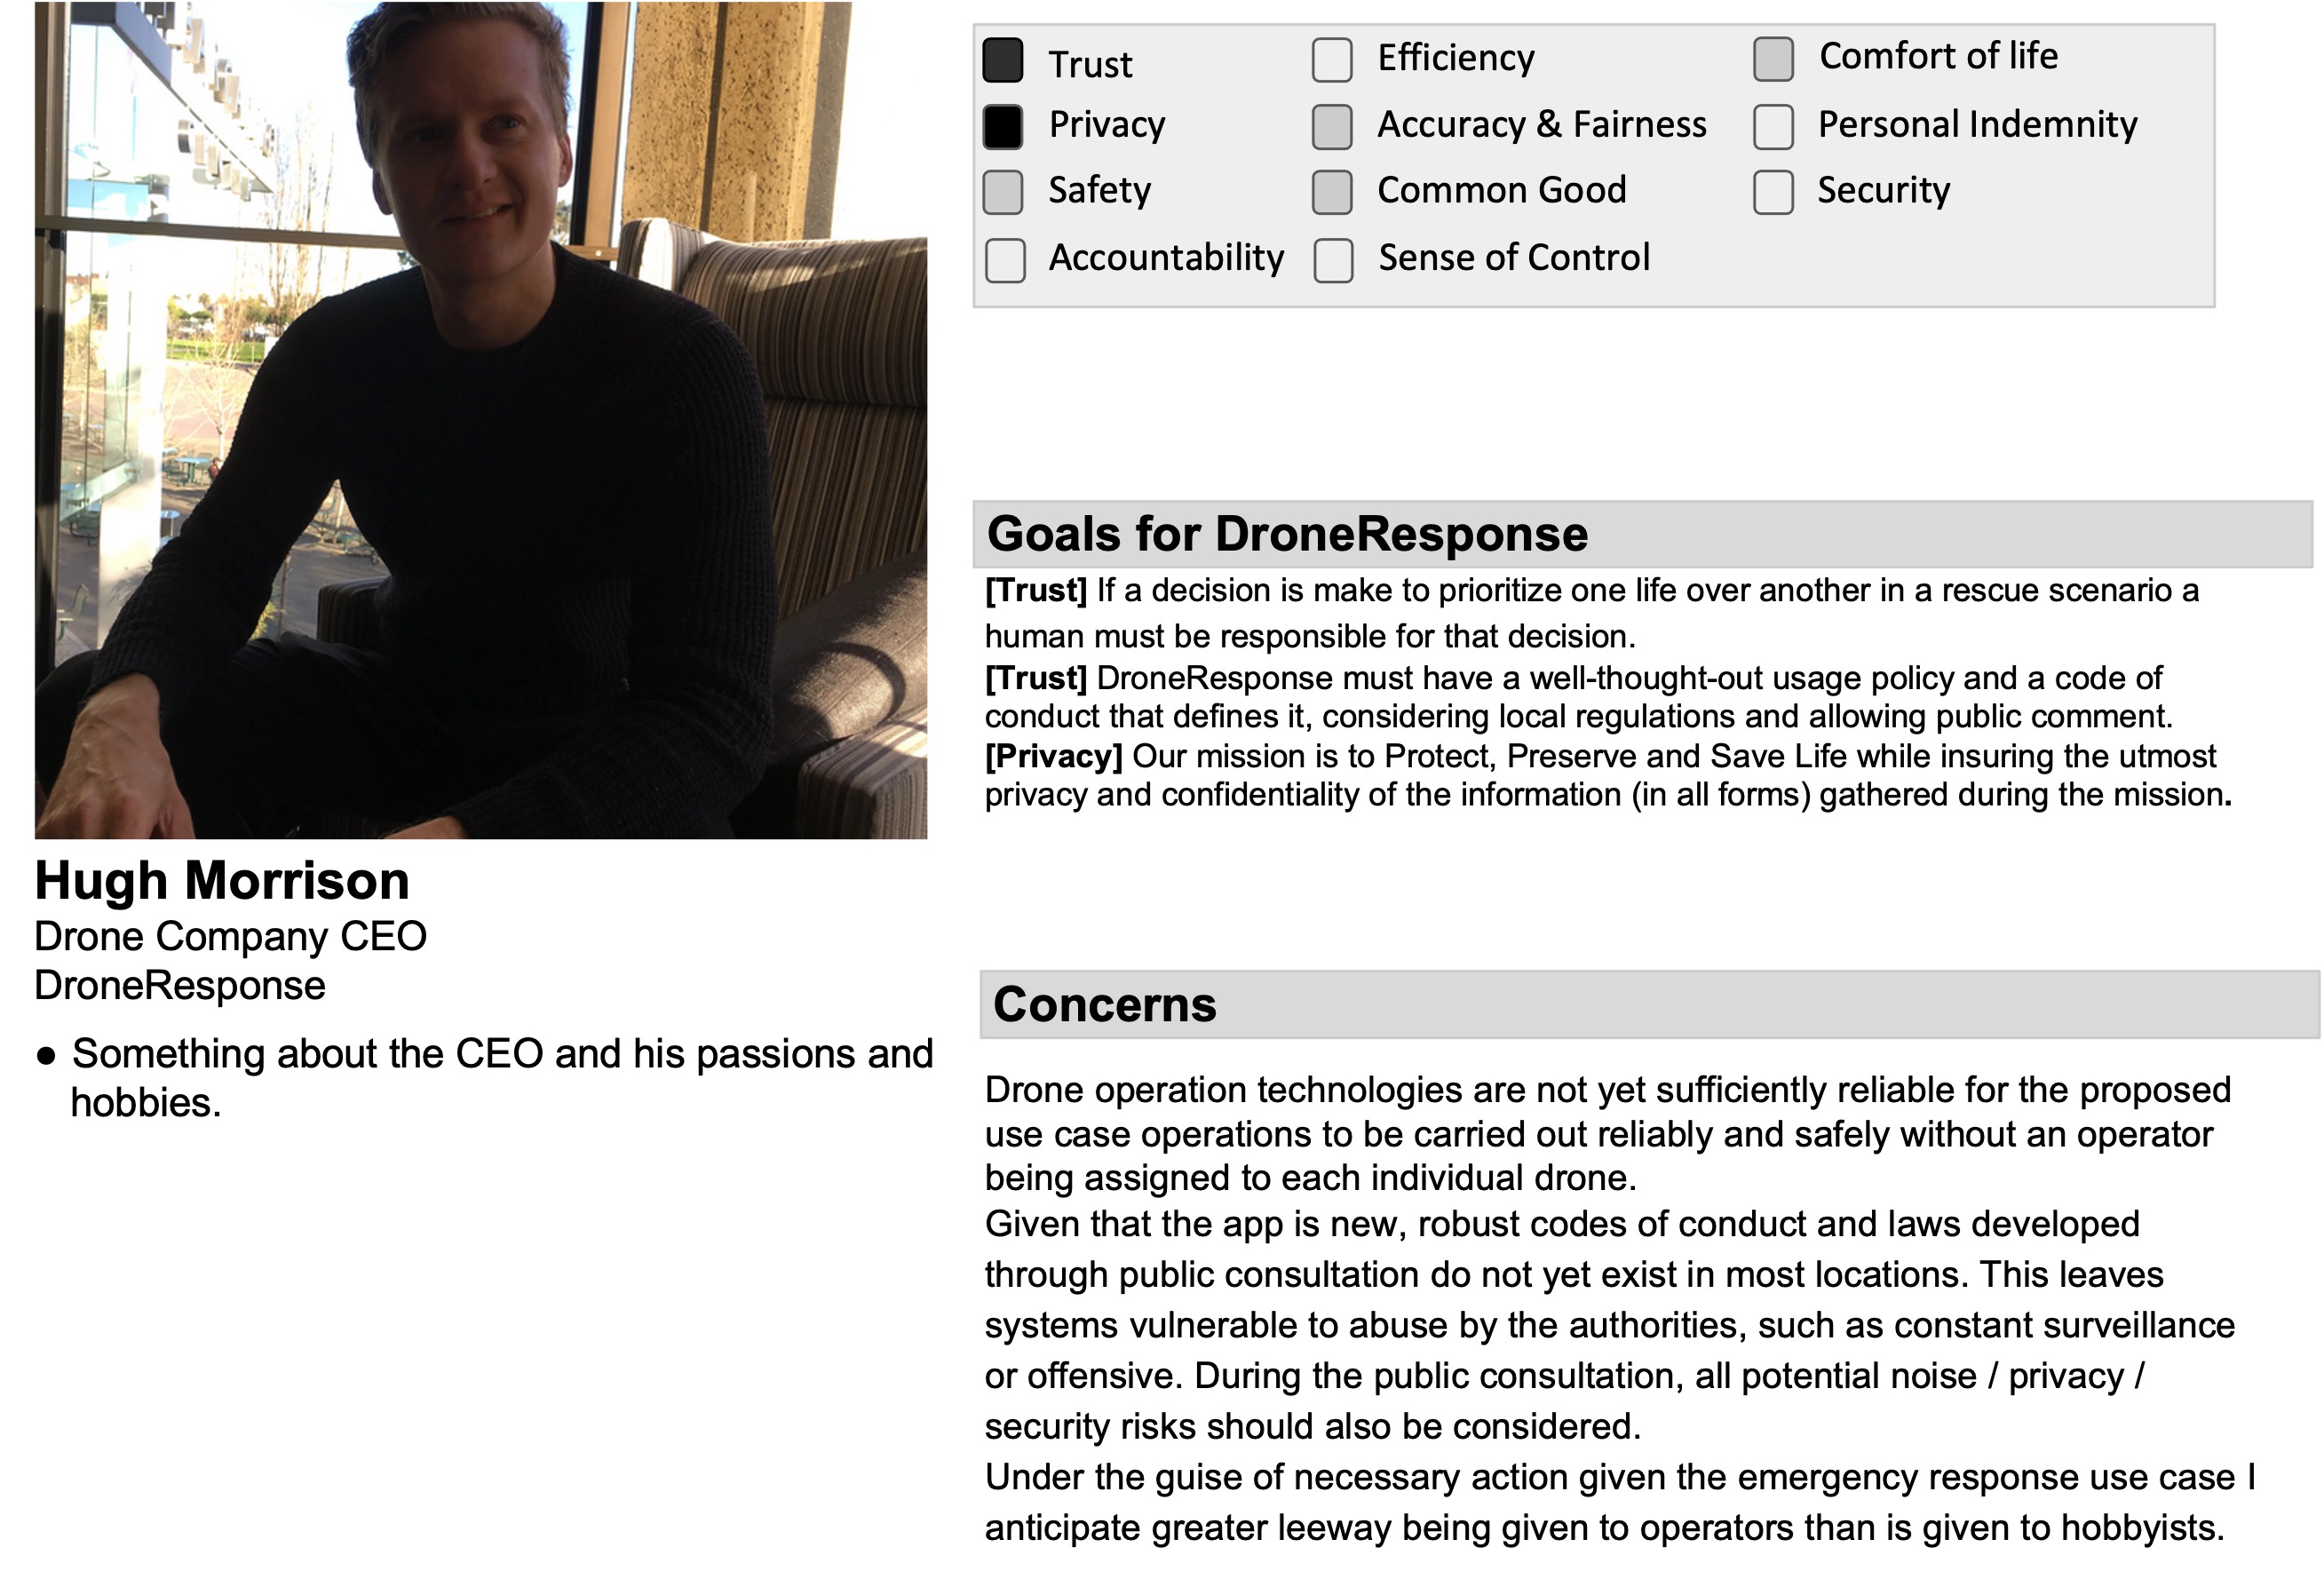 Trust
Efficiency
Comfort of life
Privacy
Accuracy & Fairness
Personal Indemnity
Safety
Common Good
Security
Accountability
Sense of Control
Goals for DroneResponse
[Trust] If a decision is make to prioritize one life over another in a rescue scenario a
human must be responsible for that decision.
[Trust] DroneResponse must have a well-thought-out usage policy and a code of
conduct that defines it, considering local regulations and allowing public comment.
[Privacy] Our mission is to Protect, Preserve and Save Life while insuring the utmost
privacy and confidentiality of the information (in all forms) gathered during the mission.
Hugh Morrison
Drone Company CEO
DroneResponse
● Something about the CEO and his passions and
hobbies.
Concerns
Drone operation technologies are not yet sufficiently reliable for the proposed
use case operations to be carried out reliably and safely without an operator
being assigned to each individual drone.
Given that the app is new, robust codes of conduct and laws developed
through public consultation do not yet exist in most locations. This leaves
systems vulnerable to abuse by the authorities, such as constant surveillance
or offensive. During the public consultation, all potential noise / privacy /
security risks should also be considered.
Under the guise of necessary action given the emergency response use case I
anticipate greater leeway being given to operators than is given to hobbyists.